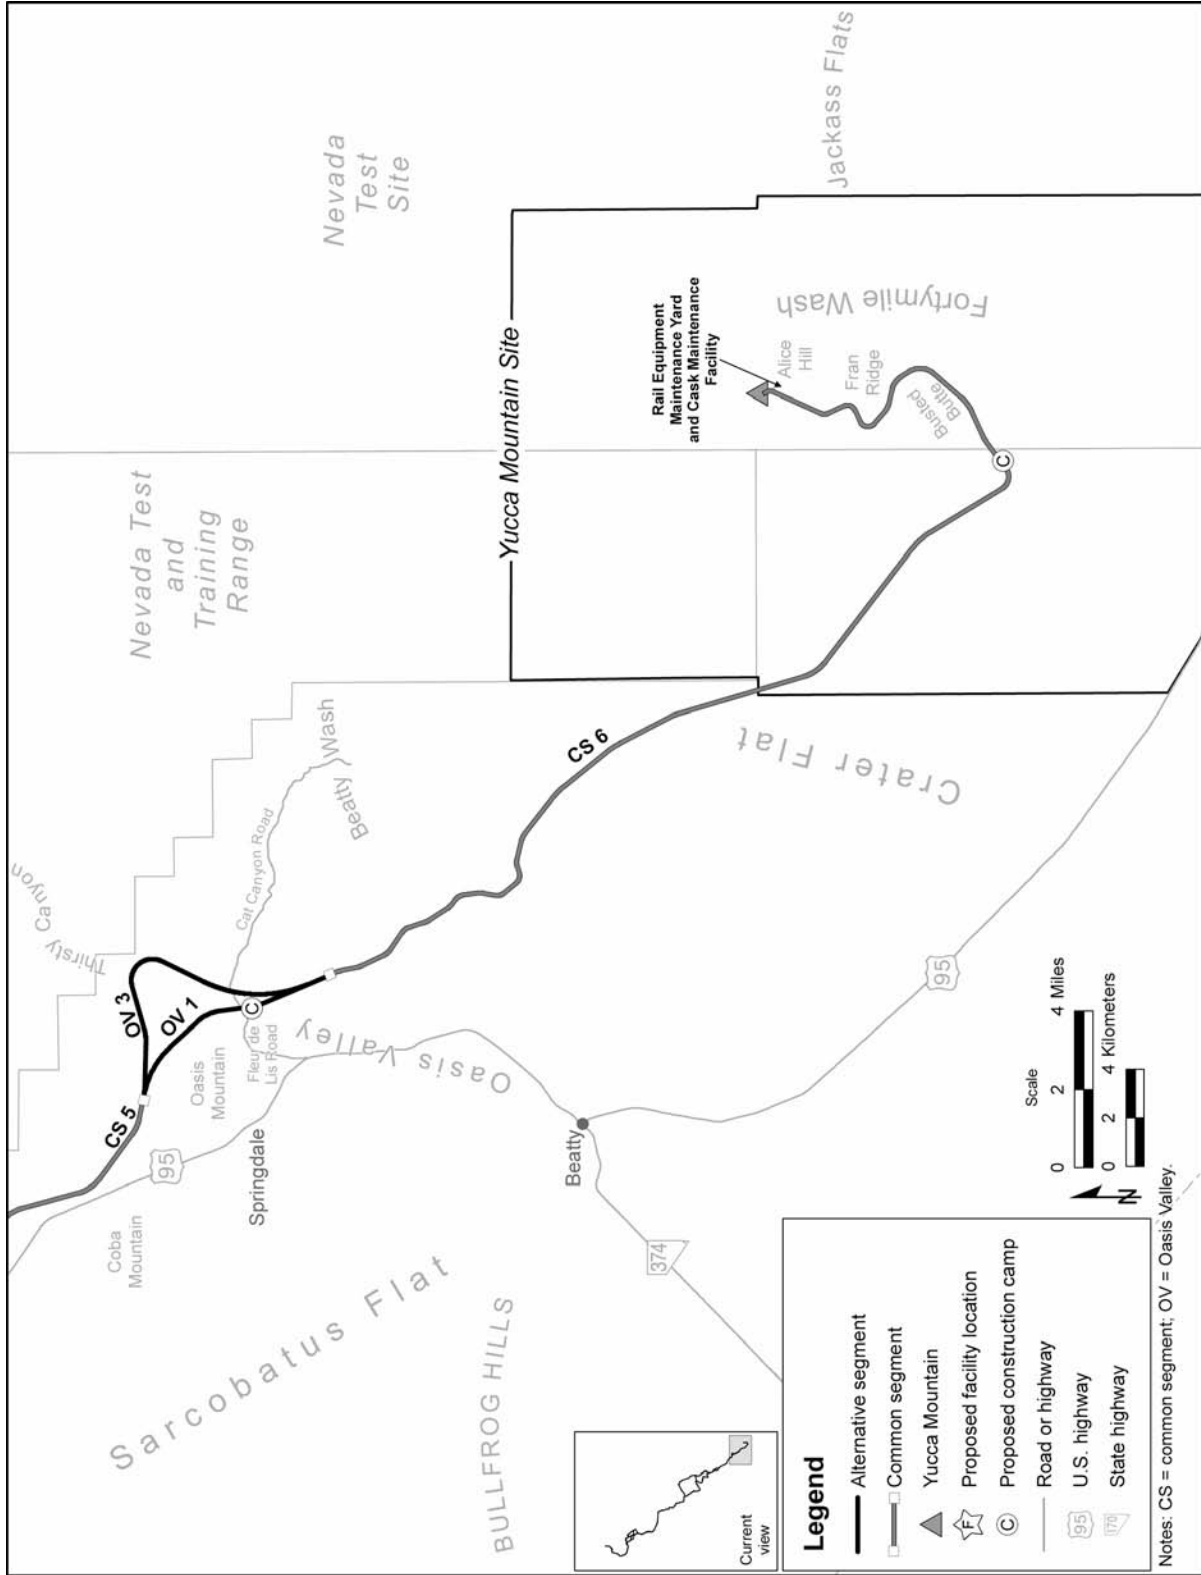 Thirsty Canyon
Nevada Test
and
Training
Range
Nevada
Test
Site
Coba
Mountain
95
CS 5
OV 3
OV 1
Oasis
Mountain
Cat Canyon Road
Beatty Wash
Springdale
Fleur de
Lis Road
C
Sarcobatus Flat
Oasis Valley
BULLFROG HILLS
Beatty
374
95
CS 6
Crater Flat
Yucca Mountain Site
Rail Equipment
Maintenance Yard
and Cask Maintenance
Facility
Alice
Hill
Fran
Ridge
Busted
Butte
Fortymile Wash
Jackass Flats
C
Current
view
Legend
Alternative segment
Common segment
Yucca Mountain
F
Proposed facility location
C
Proposed construction camp
Road or highway
95
U.S. highway
170
State highway
N
Scale
0 2 4 Miles
0 2 4 Kilometers
Notes: CS = common segment; OV = Oasis Valley.